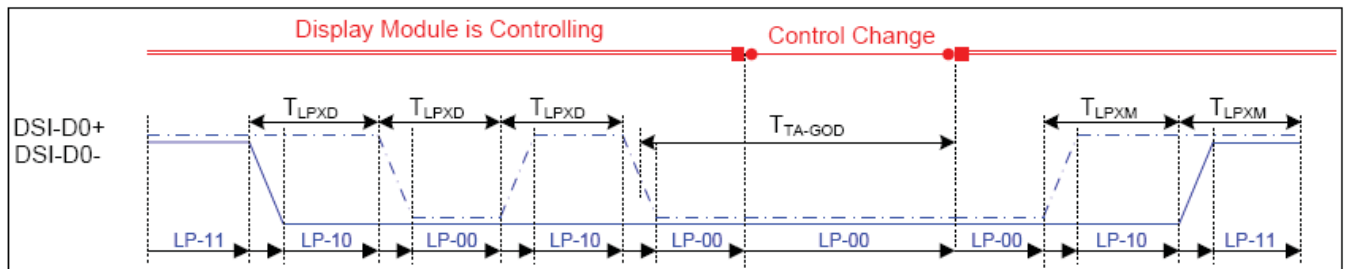 Display Module is Controlling Control Change
TLPXD TLPXD TLPXD TTA-GOD TLPXM TLPXM
DSI-D0+
DSI-D0-
LP-11 LP-10 LP-00 LP-10 LP-00 LP-00 LP-00 LP-10 LP-11